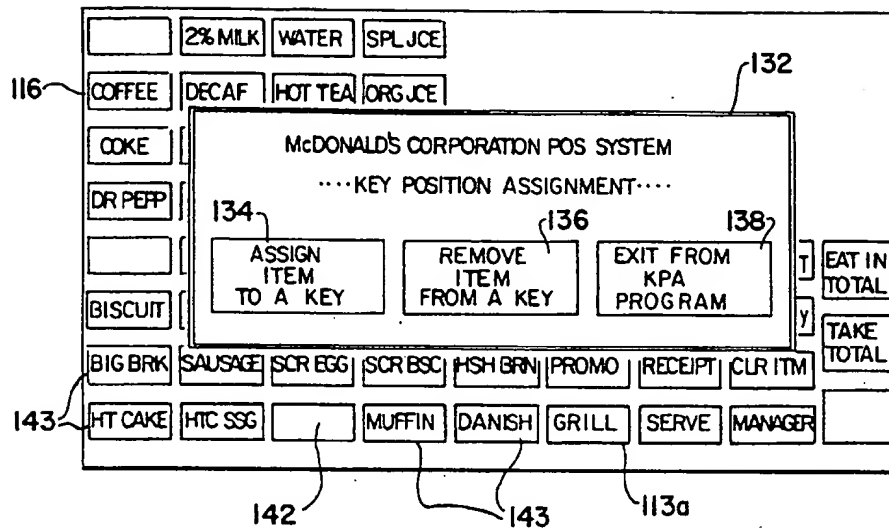 2% MILK WATER SPL JCE
132
116 COFFEE DECAF HOT TEA ORG JCE
COKE
McDONALD'S CORPORATION POS SYSTEM
DR PEPP
····KEY POSITION ASSIGNMENT····
134 136 138
ASSIGN ITEM TO A KEY
REMOVE ITEM FROM A KEY
EXIT FROM KPA PROGRAM
T
EAT IN TOTAL
BISCUIT
y
TAKE TOTAL
BIG BRK SAUSAGE SCR EGG SCR BSC HSH BRN PROMO RECEIPT CLR ITM
143 HT CAKE HTC SSG MUFFIN DANISH GRILL SERVE MANAGER
142 143 113a